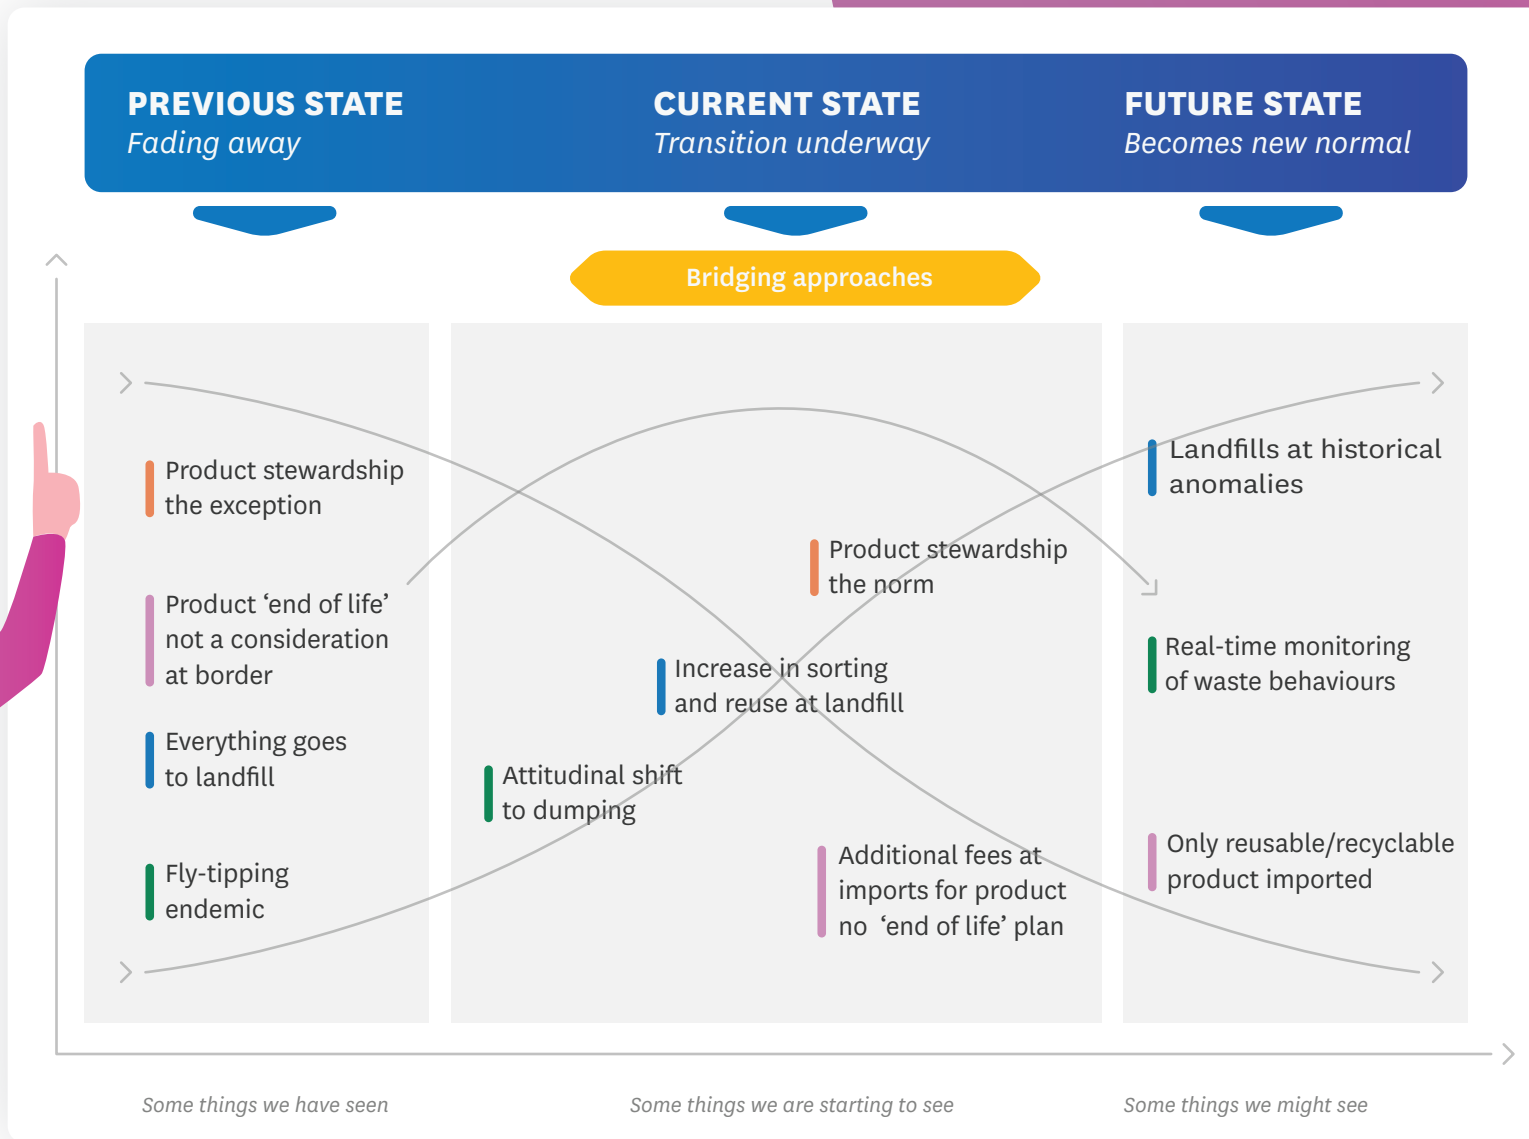 PREVIOUS STATE
Fading away
CURRENT STATE
Transition underway
FUTURE STATE
Becomes new normal
Bridging approaches
Product stewardship
the exception
Product ‘end of life’
not a consideration
at border
Everything goes
to landfill
Fly-tipping
endemic
Product stewardship
the norm
Increase in sorting
and reuse at landfill
Attitudinal shift
to dumping
Additional fees at
imports for product
no ‘end of life’ plan
Landfills at historical
anomalies
Real-time monitoring
of waste behaviours
Only reusable/recyclable
product imported
Some things we have seen
Some things we are starting to see
Some things we might see